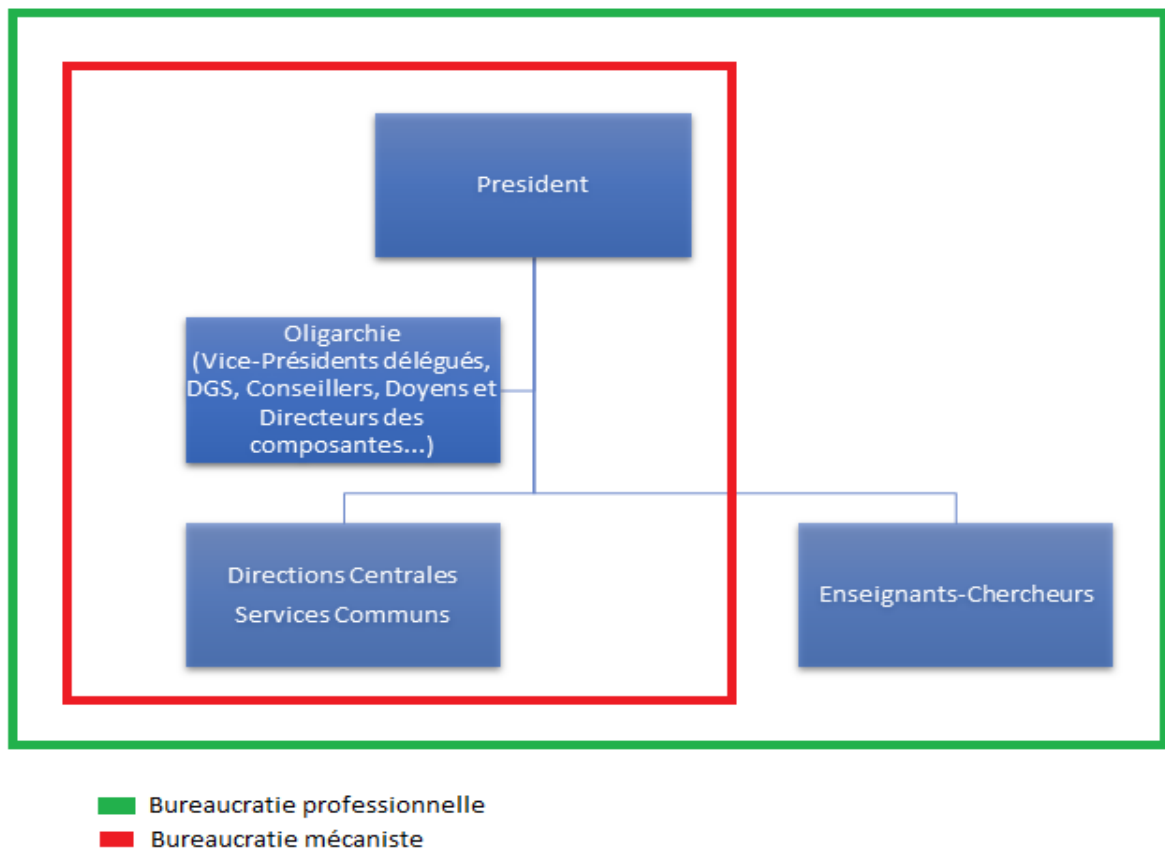 President
Oligarchie
(Vice-Présidents délégués,
DGS, Conseillers, Doyens et
Directeurs des
composantes...)
Directions Centrales
Services Communs
Enseignants-Chercheurs
Bureaucratie professionnelle
Bureaucratie mécaniste